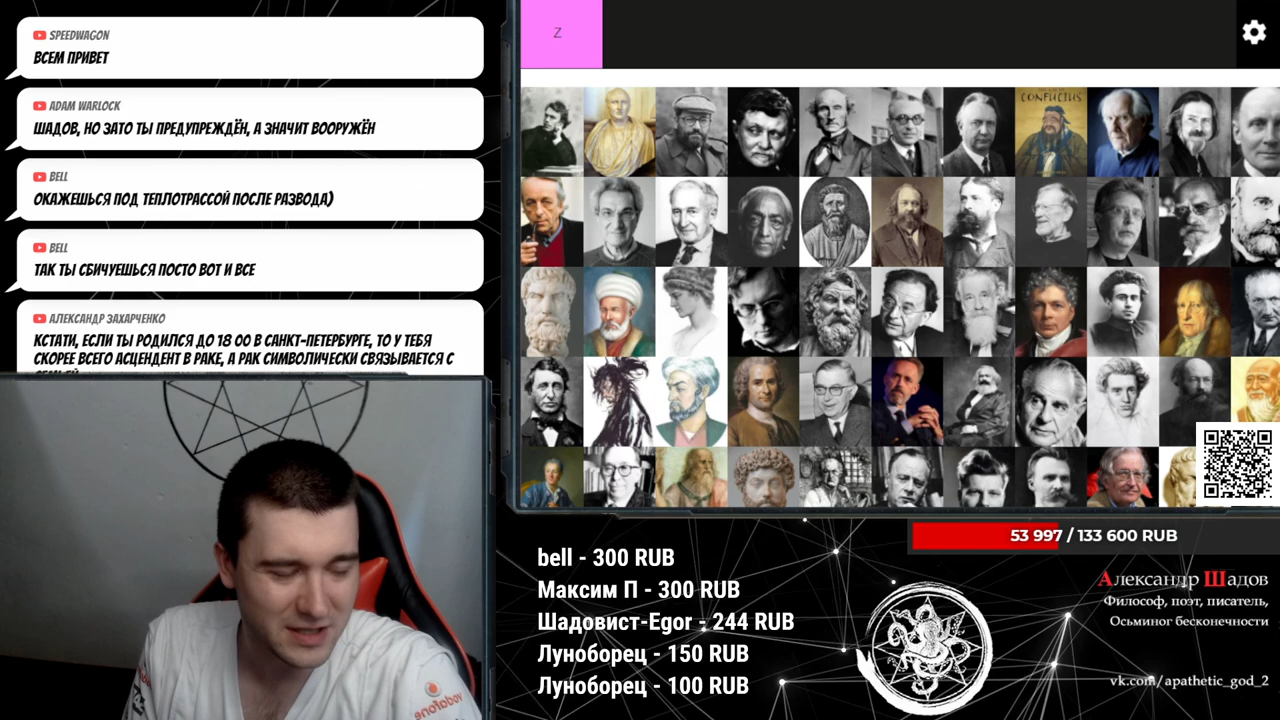 SPEEDWAGON
ВСЕМ ПРИВЕТ
ADAM WARLOCK
ШАДОВ, НО ЗАТО ТЫ ПРЕДУПРЕЖДЁН, А ЗНАЧИТ ВООРУЖЁН
BELL
ОКАЖЕШЬСЯ ПОД ТЕПЛОТРАССОЙ ПОСЛЕ РАЗВОДА)
BELL
ТАК ТЫ СБИЧУЕШЬСЯ ПОСТО ВОТ И ВСЕ
АЛЕКСАНДР ЗАХАРЧЕНКО
КСТАТИ, ЕСЛИ ТЫ РОДИЛСЯ ДО 18 00 В САНКТ-ПЕТЕРБУРГЕ, ТО У ТЕБЯ
СКОРЕЕ ВСЕГО АСЦЕНДЕНТ В РАКЕ, А РАК СИМВОЛИЧЕСКИ СВЯЗЫВАЕТСЯ С
Z
CONFUCIUS
53 997 / 133 600 RUB
bell - 300 RUB
Максим П - 300 RUB
Шадовист-Egor - 244 RUB
Луноборец - 150 RUB
Луноборец - 100 RUB
Александр Шадов
Философ, поэт, писатель,
Осьминог бесконечности
vk.com/apathetic_god_2
vodafone